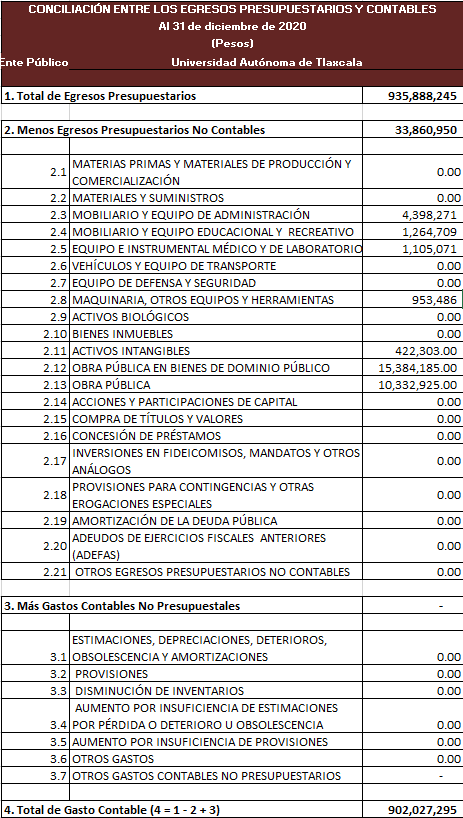 CONCILIACIÓN ENTRE LOS EGRESOS PRESUPUESTARIOS Y CONTABLES
Al 31 de diciembre de 2020
(Pesos)
Ente Público Universidad Autónoma de Tlaxcala
1. Total de Egresos Presupuestarios 935,888,245
2. Menos Egresos Presupuestarios No Contables 33,860,950
2.1 MATERIAS PRIMAS Y MATERIALES DE PRODUCCIÓN Y
COMERCIALIZACIÓN 0.00
2.2 MATERIALES Y SUMINISTROS 0.00
2.3 MOBILIARIO Y EQUIPO DE ADMINISTRACIÓN 4,398,271
2.4 MOBILIARIO Y EQUIPO EDUCACIONAL Y RECREATIVO 1,264,709
2.5 EQUIPO E INSTRUMENTAL MÉDICO Y DE LABORATORIO 1,105,071
2.6 VEHÍCULOS Y EQUIPO DE TRANSPORTE 0.00
2.7 EQUIPO DE DEFENSA Y SEGURIDAD 0.00
2.8 MAQUINARIA, OTROS EQUIPOS Y HERRAMIENTAS 953,486
2.9 ACTIVOS BIOLÓGICOS 0.00
2.10 BIENES INMUEBLES 0.00
2.11 ACTIVOS INTANGIBLES 422,303.00
2.12 OBRA PÚBLICA EN BIENES DE DOMINIO PÚBLICO 15,384,185.00
2.13 OBRA PÚBLICA 10,332,925.00
2.14 ACCIONES Y PARTICIPACIONES DE CAPITAL 0.00
2.15 COMPRA DE TÍTULOS Y VALORES 0.00
2.16 CONCESIÓN DE PRÉSTAMOS 0.00
2.17 INVERSIONES EN FIDEICOMISOS, MANDATOS Y OTROS
ANÁLOGOS 0.00
2.18 PROVISIONES PARA CONTINGENCIAS Y OTRAS
EROGACIONES ESPECIALES 0.00
2.19 AMORTIZACIÓN DE LA DEUDA PÚBLICA 0.00
2.20 ADEUDOS DE EJERCICIOS FISCALES ANTERIORES
(ADEFAS) 0.00
2.21 OTROS EGRESOS PRESUPUESTARIOS NO CONTABLES 0.00
3. Más Gastos Contables No Presupuestales -
ESTIMACIONES, DEPRECIACIONES, DETERIOROS,
3.1 OBSOLESCENCIA Y AMORTIZACIONES 0.00
3.2 PROVISIONES 0.00
3.3 DISMINUCIÓN DE INVENTARIOS 0.00
AUMENTO POR INSUFICIENCIA DE ESTIMACIONES
3.4 POR PÉRDIDA O DETERIORO U OBSOLESCENCIA 0.00
3.5 AUMENTO POR INSUFICIENCIA DE PROVISIONES 0.00
3.6 OTROS GASTOS 0.00
3.7 OTROS GASTOS CONTABLES NO PRESUPUESTARIOS -
4. Total de Gasto Contable (4 = 1 - 2 + 3) 902,027,295